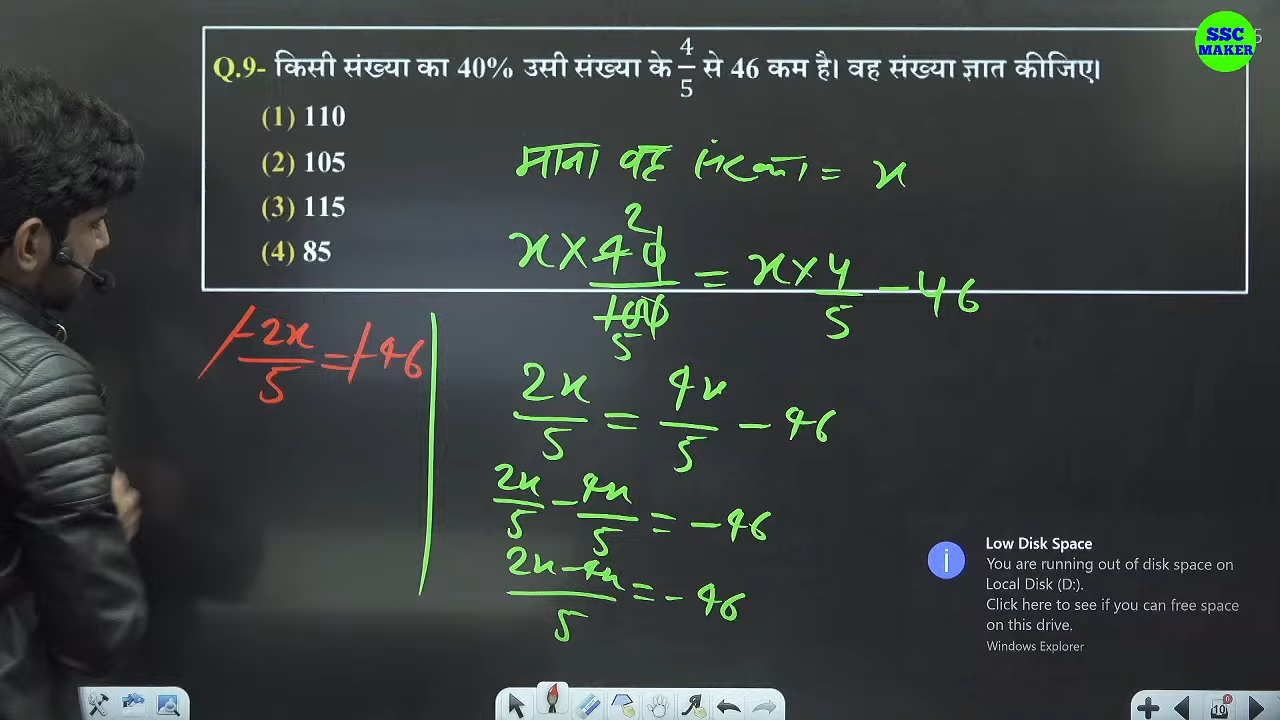 SSC
MAKER
Q.9- किसी संख्या का 40% उसी संख्या के 4/5 से 46 कम है। वह संख्या ज्ञात कीजिए।
(1) 110
(2) 105
(3) 115
(4) 85
माना वह संख्या = x
x × 40/100 = x × 4/5 - 46
2
5
2x/5 = 4x/5 - 46
2x/5 - 4x/5 = -46
2x-4x/5 = -46
-2x/5 = -46
Low Disk Space
You are running out of disk space on
Local Disk (D:).
Click here to see if you can free space
on this drive.
Windows Explorer
10